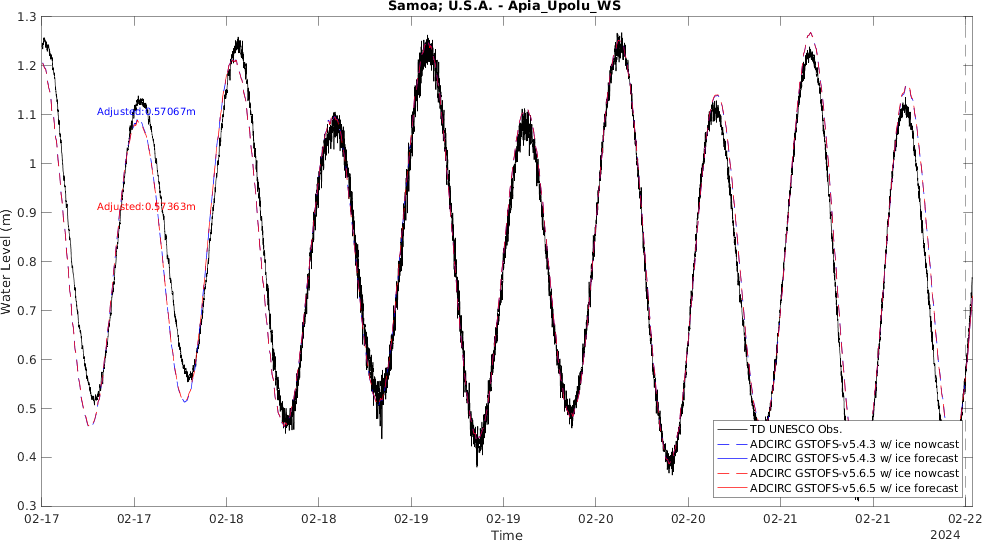 Samoa; U.S.A. - Apia_Upolu_WS
1.3
1.2
1.1
1
0.9
0.8
0.7
0.6
0.5
0.4
0.3
Water Level (m)
Adjusted:0.57067m
Adjusted:0.57363m
TD UNESCO Obs.
ADCIRC GSTOFS-v5.4.3 w/ ice nowcast
ADCIRC GSTOFS-v5.4.3 w/ ice forecast
ADCIRC GSTOFS-v5.6.5 w/ ice nowcast
ADCIRC GSTOFS-v5.6.5 w/ ice forecast
02-17 02-17 02-18 02-18 02-19 02-19 02-20 02-20 02-21 02-21 02-22
Time
2024